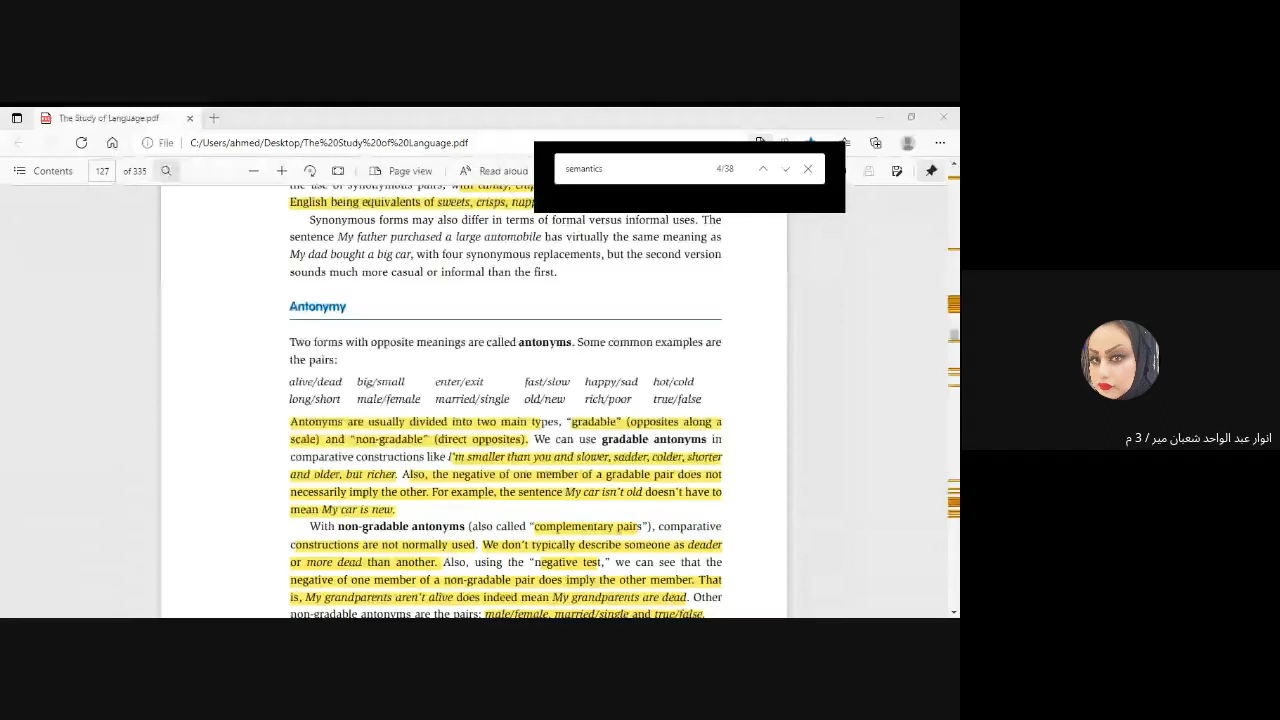 The Study of Language.pdf
File
C:/Users/ahmed/Desktop/The%20Study%20of%20Language.pdf
Contents
127
of 335
Page view
Read aloud
semantics
4/38
English being equivalents of sweets, crisps,
Synonymous forms may also differ in terms of formal versus informal uses. The
sentence My father purchased a large automobile has virtually the same meaning as
My dad bought a big car, with four synonymous replacements, but the second version
sounds much more casual or informal than the first.
Antonymy
Two forms with opposite meanings are called antonyms. Some common examples are
the pairs:
alive/dead big/small enter/exit fast/slow happy/sad hot/cold
long/short male/female married/single old/new rich/poor true/false
Antonyms are usually divided into two main types, “gradable” (opposites along a
scale) and “non-gradable” (direct opposites). We can use gradable antonyms in
comparative constructions like I’m smaller than you and slower, sadder, colder, shorter
and older, but richer. Also, the negative of one member of a gradable pair does not
necessarily imply the other. For example, the sentence My car isn’t old doesn’t have to
mean My car is new.
With non-gradable antonyms (also called “complementary pairs”), comparative
constructions are not normally used. We don’t typically describe someone as deader
or more dead than another. Also, using the “negative test,” we can see that the
negative of one member of a non-gradable pair does imply the other member. That
is, My grandparents aren’t alive does indeed mean My grandparents are dead. Other
non-gradable antonyms are the pairs: male/female, married/single and true/false.
انوار عبد الواحد شعبان مير / 3 م